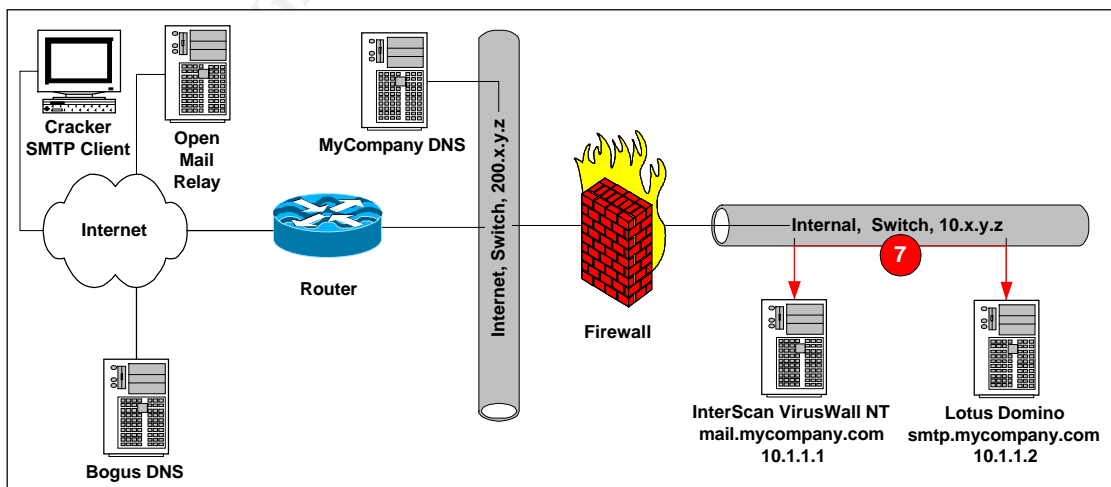 Cracker
SMTP Client
Open
Mail
Relay
MyCompany DNS
Internet
Router
Internet, Switch, 200.x.y.z
Firewall
Internal, Switch, 10.x.y.z
7
Bogus DNS
InterScan VirusWall NT
mail.mycompany.com
10.1.1.1
Lotus Domino
smtp.mycompany.com
10.1.1.2